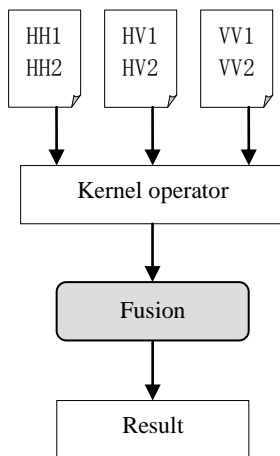 HH1
HH2
HV1
HV2
VV1
VV2
Kernel operator
Fusion
Result